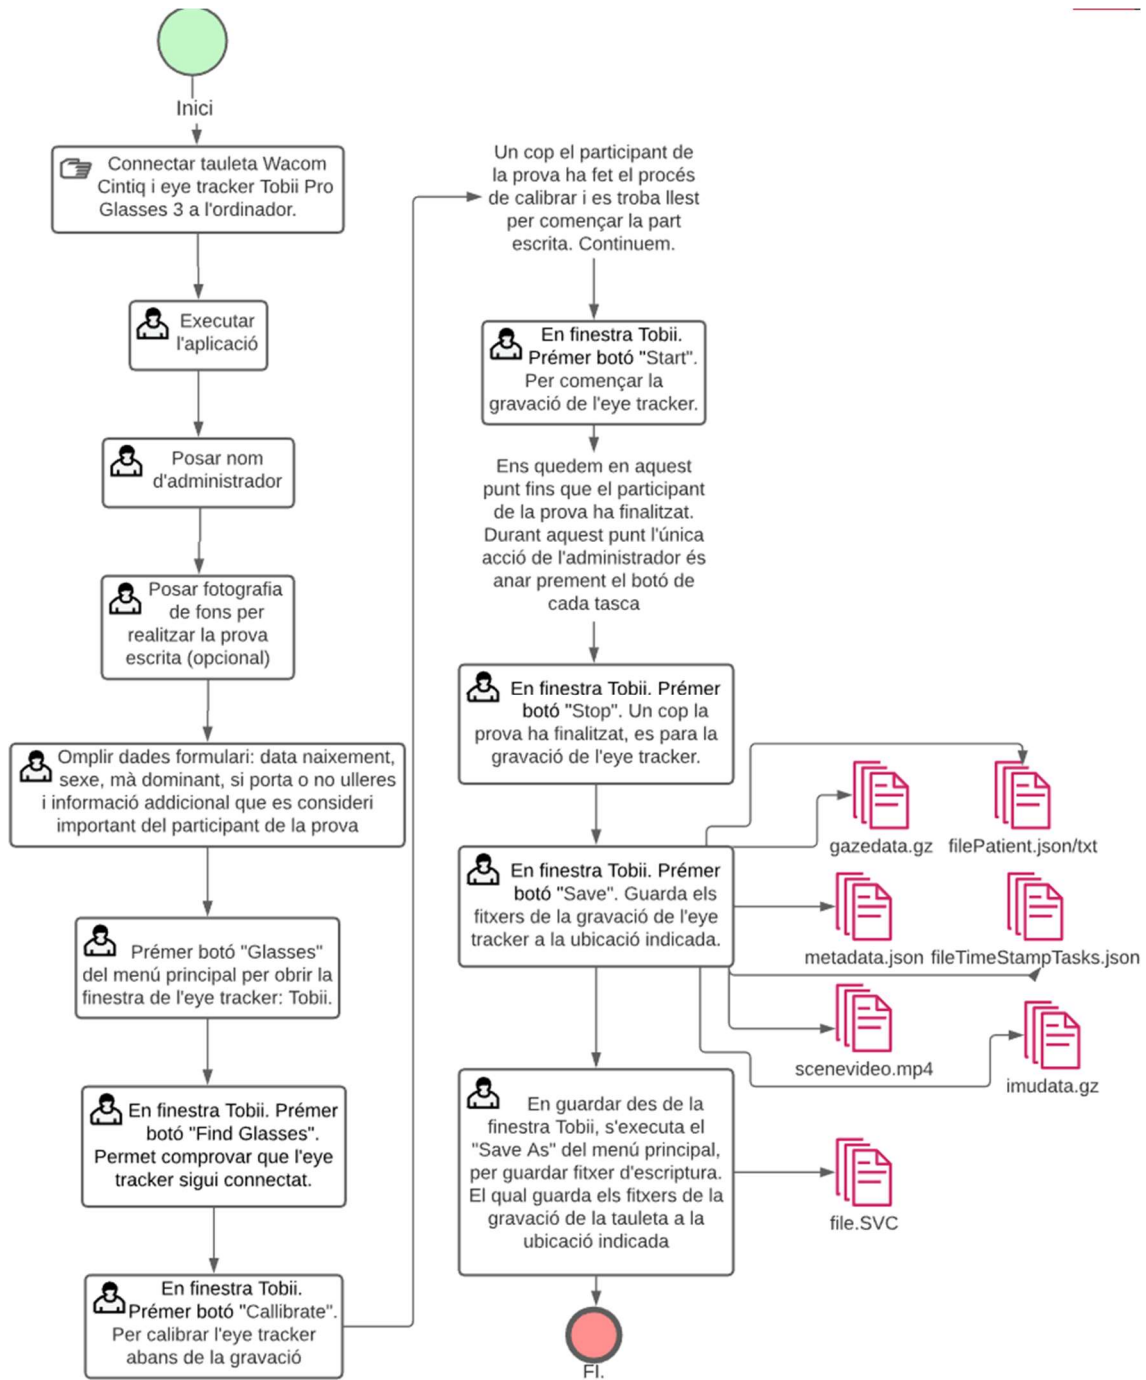 Inici
Connectar tauleta Wacom
Cintiq i eye tracker Tobii Pro
Glasses 3 a l'ordinador.
Executar
l'aplicació
Posar nom
d'administrador
Posar fotografia
de fons per
realitzar la prova
escrita (opcional)
Omplir dades formulari: data naixement,
sexe, mà dominant, si porta o no ulleres
i informació addicional que es consideri
important del participant de la prova
Prémer botó "Glasses"
del menú principal per obrir la
finestra de l'eye tracker: Tobii.
En finestra Tobii. Prémer
botó "Find Glasses".
Permet comprovar que l'eye
tracker sigui connectat.
En finestra Tobii.
Prémer botó "Callibrate".
Per calibrar l'eye tracker
abans de la gravació
Un cop el participant de
la prova ha fet el procés
de calibrar i es troba llest
per començar la part
escrita. Continuem.
En finestra Tobii.
Prémer botó "Start".
Per començar la
gravació de l'eye tracker.
Ens quedem en aquest
punt fins que el participant
de la prova ha finalitzat.
Durant aquest punt l'única
acció de l'administrador és
anar prement el botó de
cada tasca
En finestra Tobii. Prémer
botó "Stop". Un cop la
prova ha finalitzat, es para la
gravació de l'eye tracker.
En finestra Tobii. Prémer
botó "Save". Guarda els
fitxers de la gravació de l'eye
tracker a la ubicació indicada.
gazedata.gz
filePatient.json/txt
metadata.json
fileTimeStampTasks.json
scenevideo.mp4
imudata.gz
En guardar des de la
finestra Tobii, s'executa el
"Save As" del menú principal,
per guardar fitxer d'escriptura.
El qual guarda els fitxers de la
gravació de la tauleta a la
ubicació indicada
file.SVC
FI.